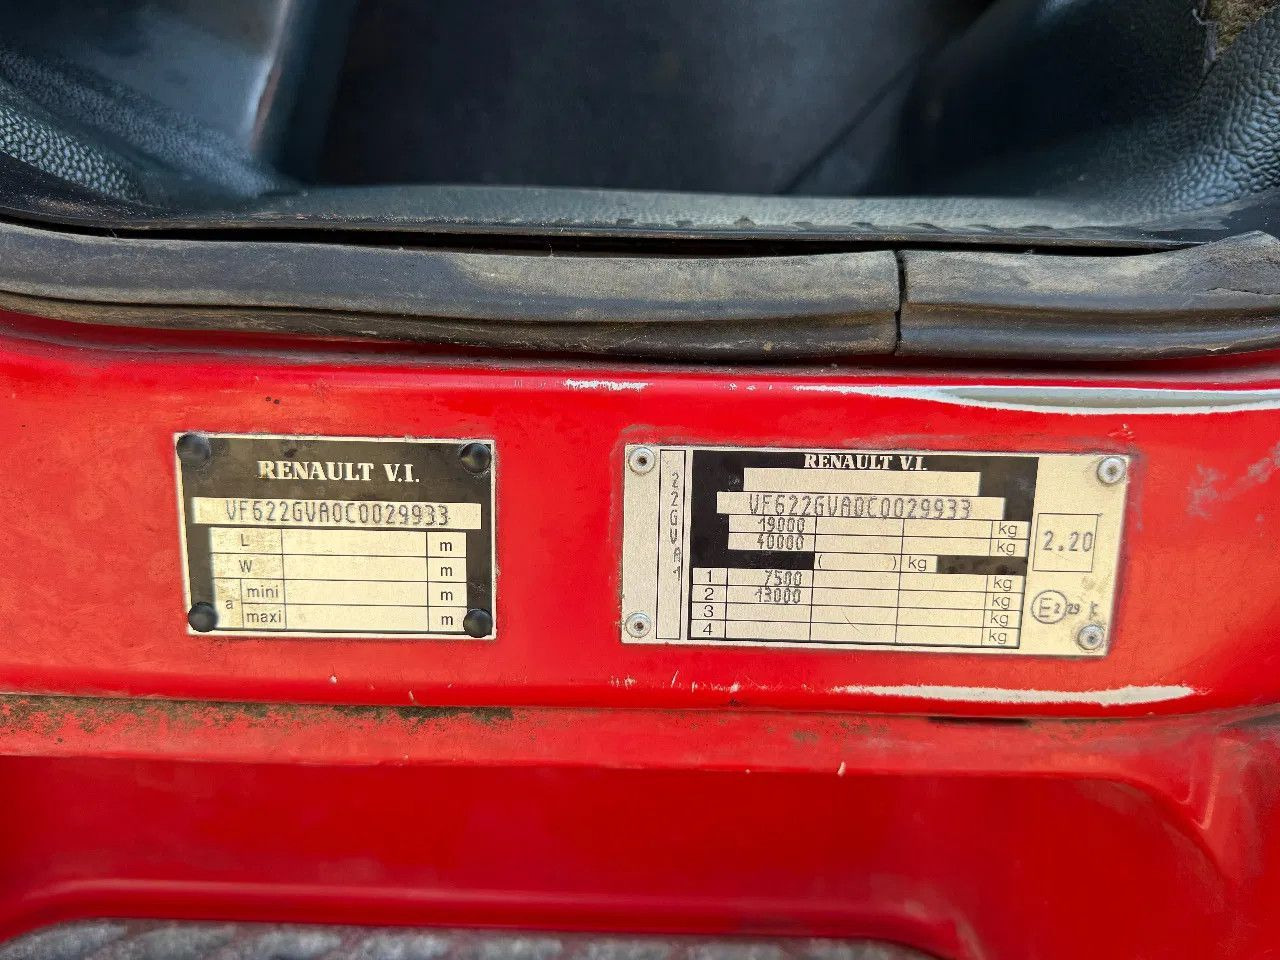 RENAULT V.I.
VF622GVA0C0029933
L m
W m
a mini m
maxi m
22GVA1
RENAULT V.I.
VF622GVA0C0029933
19000 kg
40000 kg
( ) kg
1 7500 kg
2 13000 kg
3 kg
4 kg
2.20
E2 29